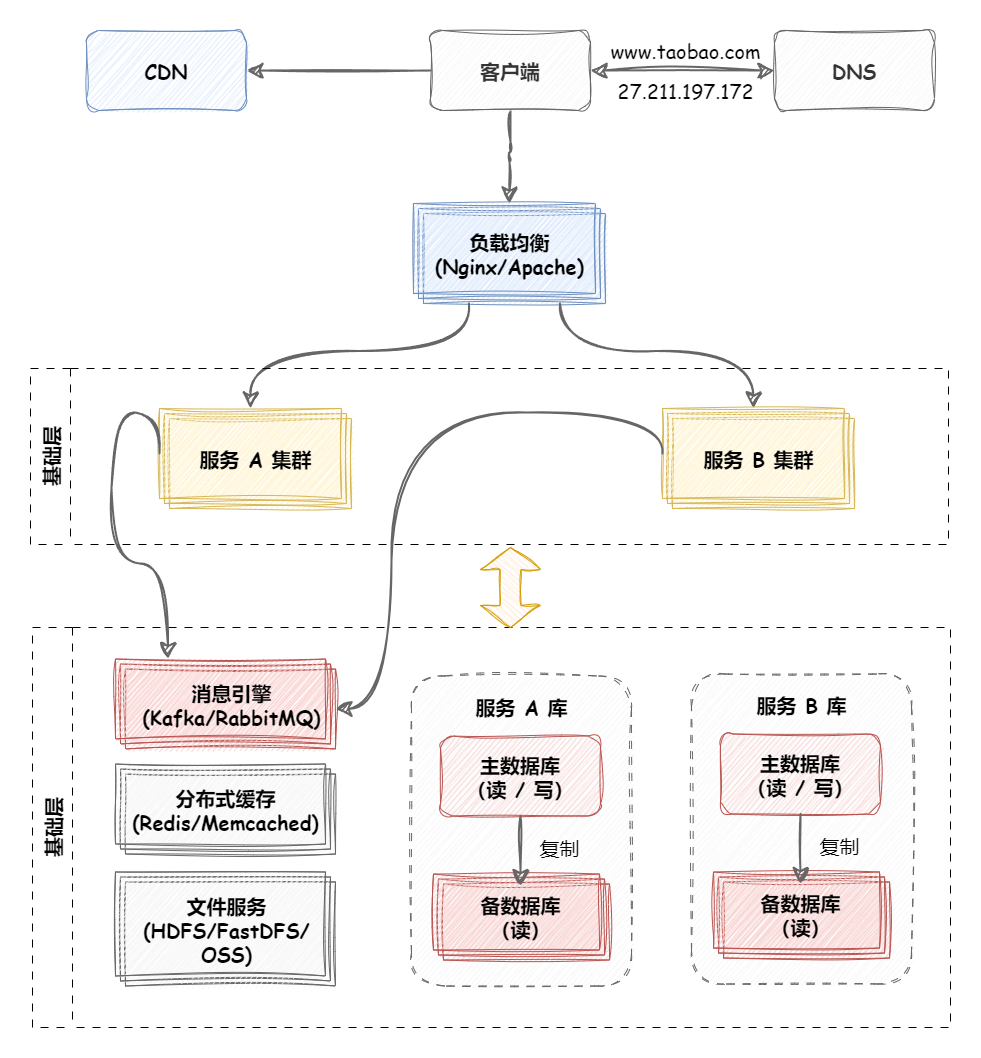 CDN
客户端
www.taobao.com
27.211.197.172
DNS
负载均衡
(Nginx/Apache)
基础层
服务 A 集群
服务 B 集群
基础层
消息引擎
(Kafka/RabbitMQ)
分布式缓存
(Redis/Memcached)
文件服务
(HDFS/FastDFS/
OSS)
服务 A 库
主数据库
(读 / 写)
复制
备数据库
(读)
服务 B 库
主数据库
(读 / 写)
复制
备数据库
(读)